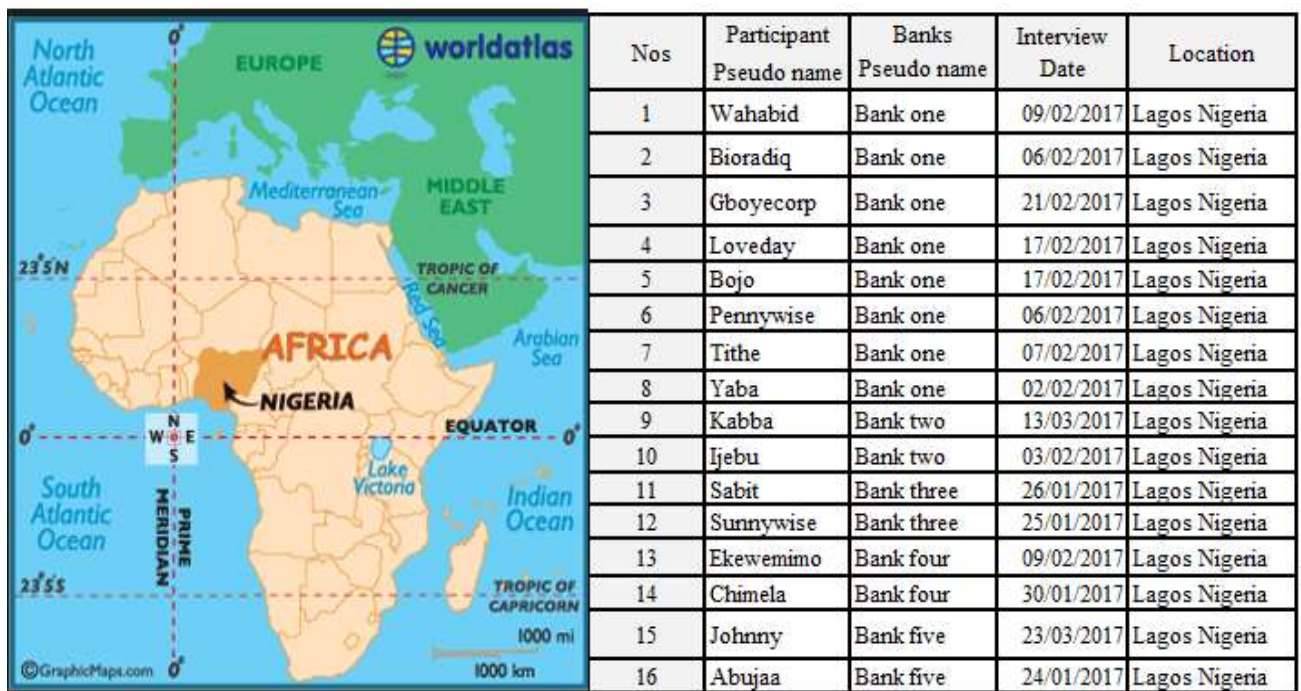 0°
North
Atlantic
Ocean
EUROPE
worldatlas
Mediterranean
Sea
MIDDLE
EAST
23°5N
TROPIC OF
CANCER
Red Sea
Arabian
Sea
AFRICA
NIGERIA
EQUATOR
0°
0°
N
W E
S
Lake
Victoria
South
Atlantic
Ocean
PRIME
MERIDIAN
Indian
Ocean
23°5S
TROPIC OF
CAPRICORN
1000 mi
1000 km
©GraphicMaps.com
0°
Nos Participant Pseudo name Banks Pseudo name Interview Date Location
1 Wahabid Bank one 09/02/2017 Lagos Nigeria
2 Bioradiq Bank one 06/02/2017 Lagos Nigeria
3 Gboyecorp Bank one 21/02/2017 Lagos Nigeria
4 Loveday Bank one 17/02/2017 Lagos Nigeria
5 Bojo Bank one 17/02/2017 Lagos Nigeria
6 Pennywise Bank one 06/02/2017 Lagos Nigeria
7 Tithe Bank one 07/02/2017 Lagos Nigeria
8 Yaba Bank one 02/02/2017 Lagos Nigeria
9 Kabba Bank two 13/03/2017 Lagos Nigeria
10 Ijebu Bank two 03/02/2017 Lagos Nigeria
11 Sabit Bank three 26/01/2017 Lagos Nigeria
12 Sunnywise Bank three 25/01/2017 Lagos Nigeria
13 Ekewemimo Bank four 09/02/2017 Lagos Nigeria
14 Chimela Bank four 30/01/2017 Lagos Nigeria
15 Johnny Bank five 23/03/2017 Lagos Nigeria
16 Abujaa Bank five 24/01/2017 Lagos Nigeria